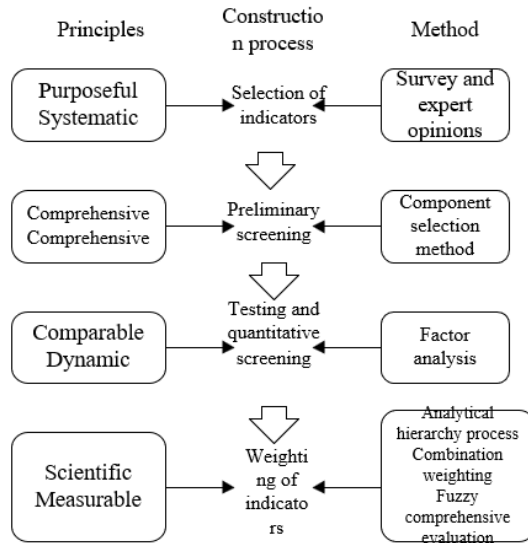 Principles
Constructio
n process
Method
Purposeful
Systematic
Selection of
indicators
Survey and
expert
opinions
Comprehensive
Comprehensive
Preliminary
screening
Component
selection
method
Comparable
Dynamic
Testing and
quantitative
screening
Factor
analysis
Scientific
Measurable
Weighti
ng of
indicato
rs
Analytical
hierarchy process
Combination
weighting
Fuzzy
comprehensive
evaluation